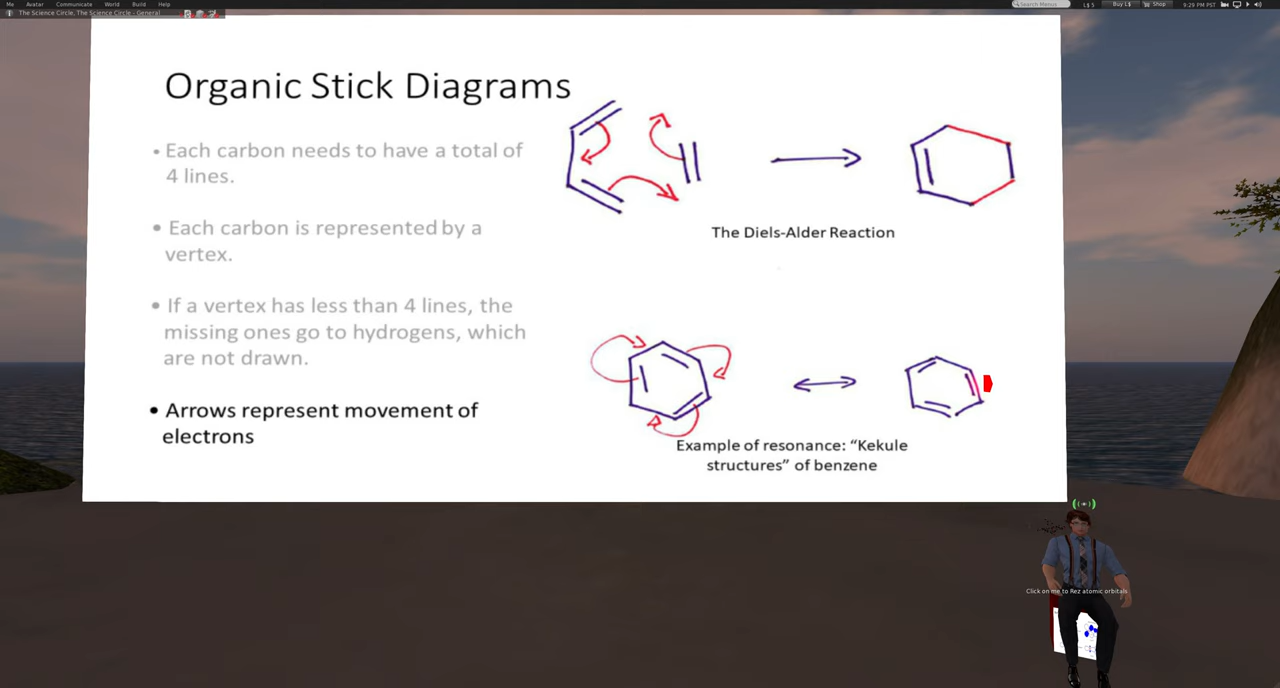 Me Avatar Communicate World Build Help
Search Menus L$ 5 Buy L$ Shop 9:29 PM PST
The Science Circle, The Science Circle - General
Organic Stick Diagrams
• Each carbon needs to have a total of
4 lines.
• Each carbon is represented by a
vertex.
• If a vertex has less than 4 lines, the
missing ones go to hydrogens, which
are not drawn.
• Arrows represent movement of
electrons
The Diels-Alder Reaction
Example of resonance: “Kekule
structures” of benzene
Click on me to Rez atomic orbitals